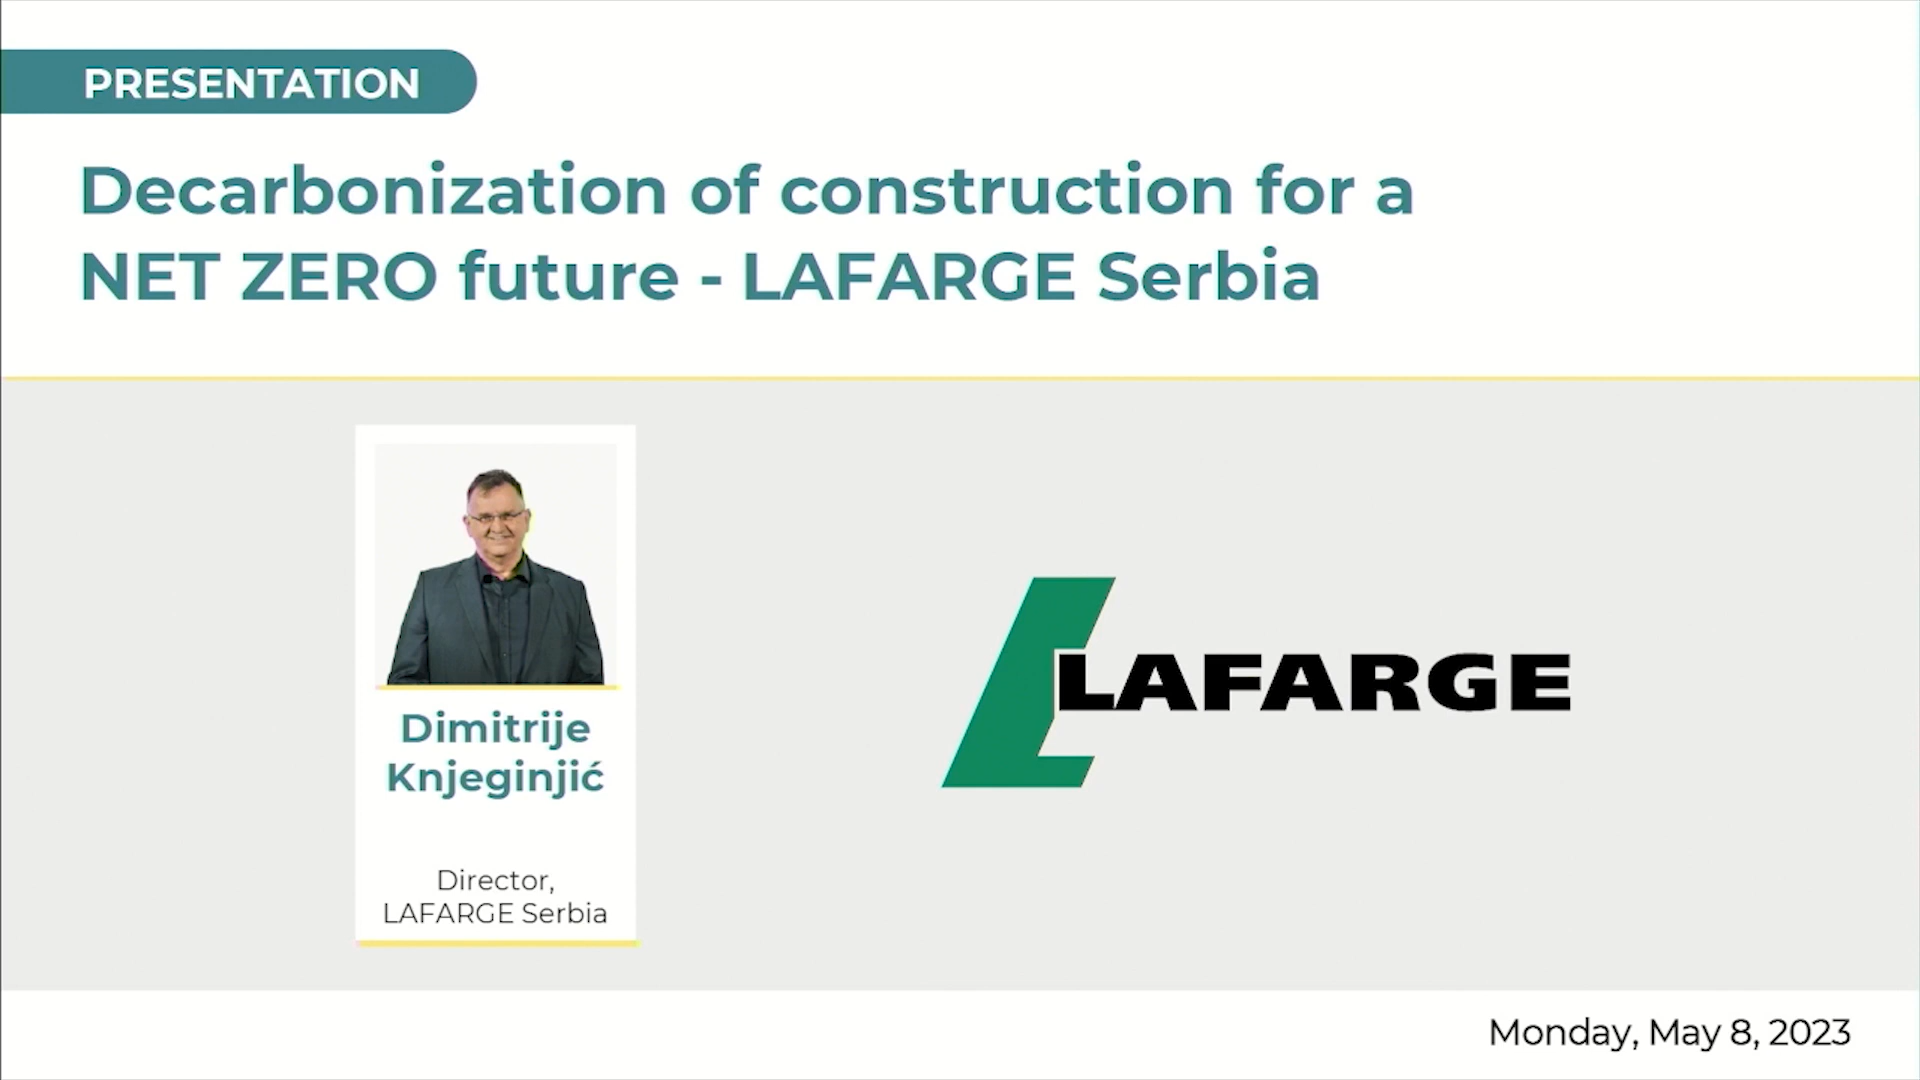 PRESENTATION
Decarbonization of construction for a
NET ZERO future - LAFARGE Serbia
Dimitrije
Knjeginjić
Director,
LAFARGE Serbia
LAFARGE
Monday, May 8, 2023